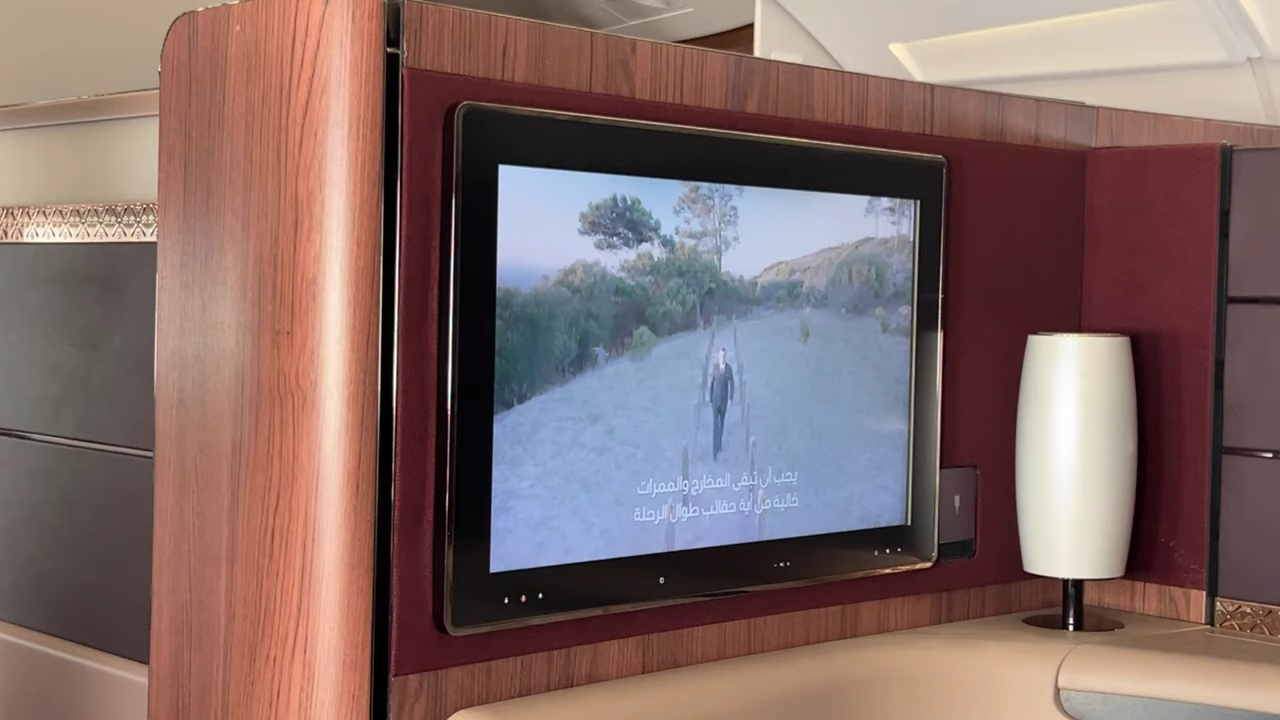 يجب أن تبقى المخارج والممرات
خالية من أية حقائب طوال الرحلة